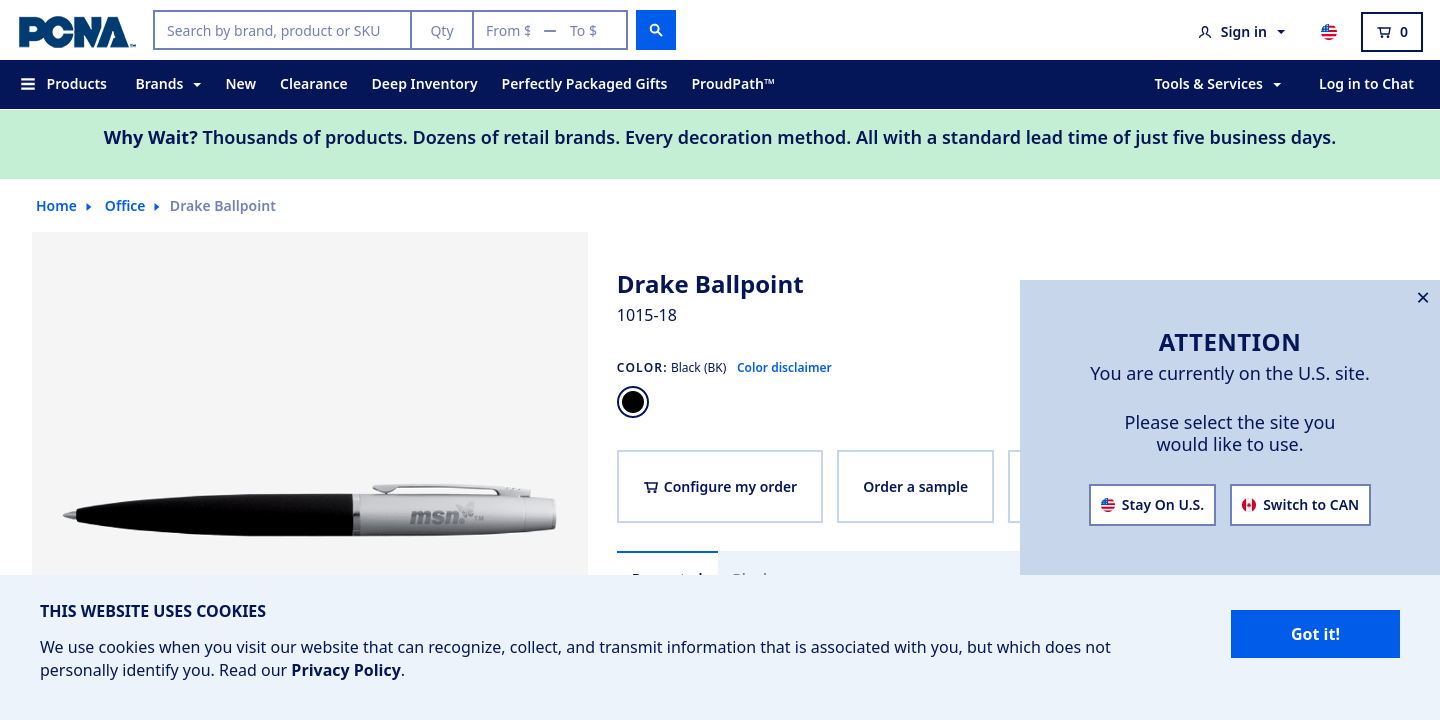 PCNA™
Search by brand, product or SKU
Qty
From $ — To $
Sign in
0
Products
Brands
New
Clearance
Deep Inventory
Perfectly Packaged Gifts
ProudPath™
Tools & Services
Log in to Chat
Why Wait? Thousands of products. Dozens of retail brands. Every decoration method. All with a standard lead time of just five business days.
Home
Office
Drake Ballpoint
msn™
Drake Ballpoint
1015-18
COLOR: Black (BK) Color disclaimer
Configure my order
Order a sample
ATTENTION
You are currently on the U.S. site.
Please select the site you
would like to use.
Stay On U.S.
Switch to CAN
THIS WEBSITE USES COOKIES
We use cookies when you visit our website that can recognize, collect, and transmit information that is associated with you, but which does not
personally identify you. Read our Privacy Policy.
Got it!